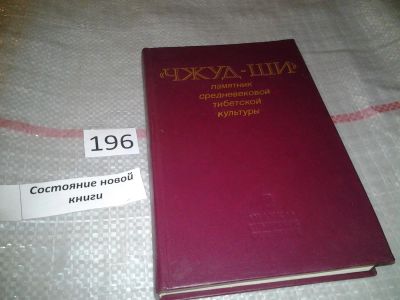 «ЧЖУД-ШИ»
памятник
средневековой
тибетской
культуры
196
Состояние новой
книги